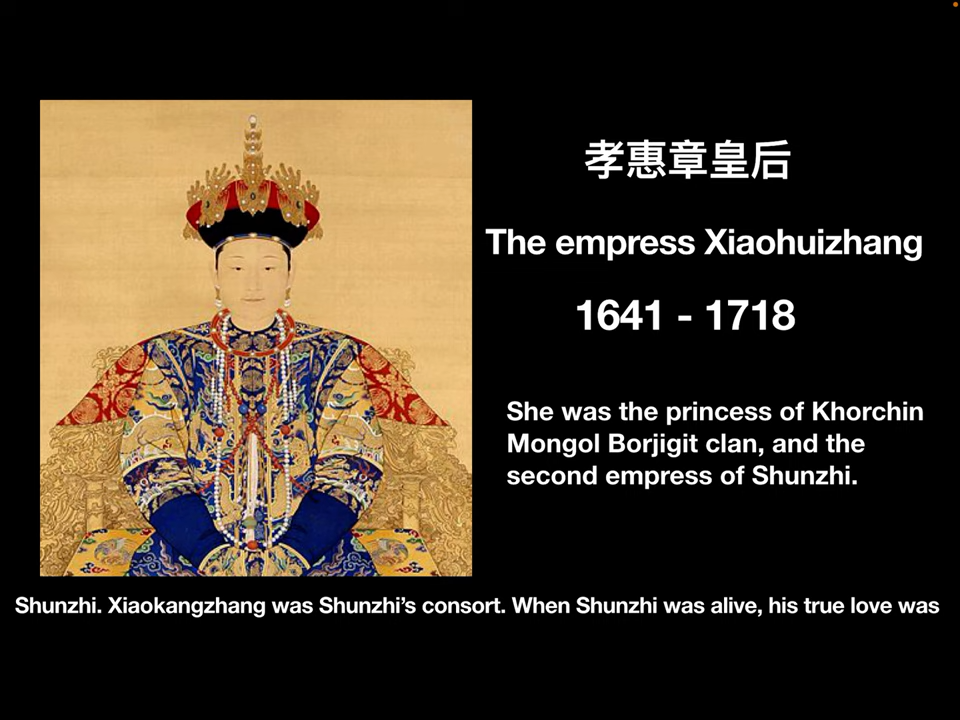 孝惠章皇后
The empress Xiaohuizhang
1641 - 1718
She was the princess of Khorchin
Mongol Borjigit clan, and the
second empress of Shunzhi.
Shunzhi. Xiaokangzhang was Shunzhi’s consort. When Shunzhi was alive, his true love was